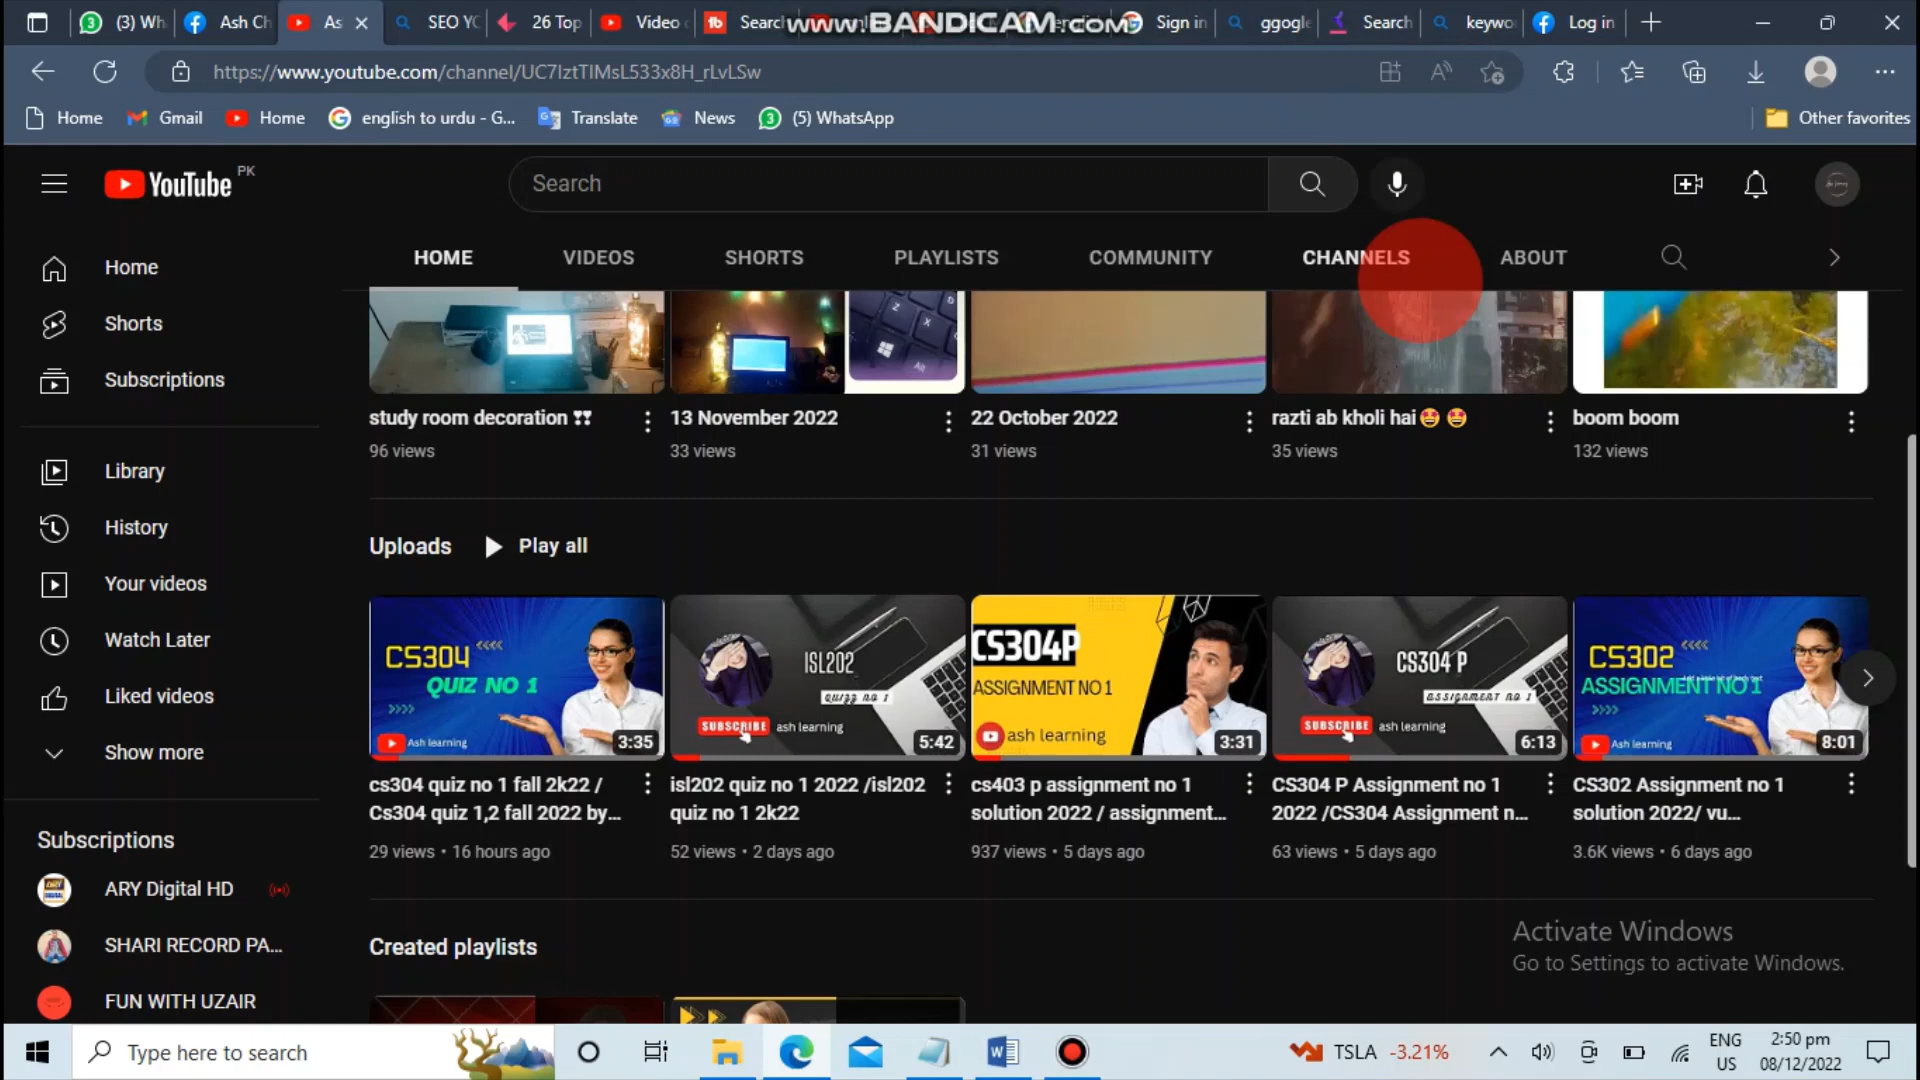 (3) Wh
Ash Ch
As
SEO YC
26 Top
Video
Search
www.BANDICAM.com
Sign in
ggogle
Search
keywo
Log in
https://www.youtube.com/channel/UC7IztTIMsL533x8H_rLvLSw
Home
Gmail
Home
english to urdu - G...
Translate
News
(5) WhatsApp
Other favorites
YouTube PK
Search
Home
Shorts
Subscriptions
Library
History
Your videos
Watch Later
Liked videos
Show more
Subscriptions
ARY Digital HD
SHARI RECORD PA...
FUN WITH UZAIR
HOME
VIDEOS
SHORTS
PLAYLISTS
COMMUNITY
CHANNELS
ABOUT
study room decoration ❣❣
96 views
13 November 2022
33 views
22 October 2022
31 views
razti ab kholi hai🤩 🤩
35 views
boom boom
132 views
Uploads
Play all
CS304
QUIZ NO 1
Ash learning
3:35
cs304 quiz no 1 fall 2k22 /
Cs304 quiz 1,2 fall 2022 by...
29 views • 16 hours ago
ISL202
QUIZZ NO 1
SUBSCRIBE
ash learning
5:42
isl202 quiz no 1 2022 /isl202
quiz no 1 2k22
52 views • 2 days ago
CS304P
ASSIGNMENT NO 1
ash learning
3:31
cs403 p assignment no 1
solution 2022 / assignment...
937 views • 5 days ago
CS304 P
ASSIGNMENT NO 1
SUBSCRIBE
ash learning
6:13
CS304 P Assignment no 1
2022 /CS304 Assignment n...
63 views • 5 days ago
CS302
ASSIGNMENT NO 1
Ash learning
8:01
CS302 Assignment no 1
solution 2022/ vu...
3.6K views • 6 days ago
Created playlists
Activate Windows
Go to Settings to activate Windows.
Type here to search
TSLA -3.21%
ENG
US
2:50 pm
08/12/2022